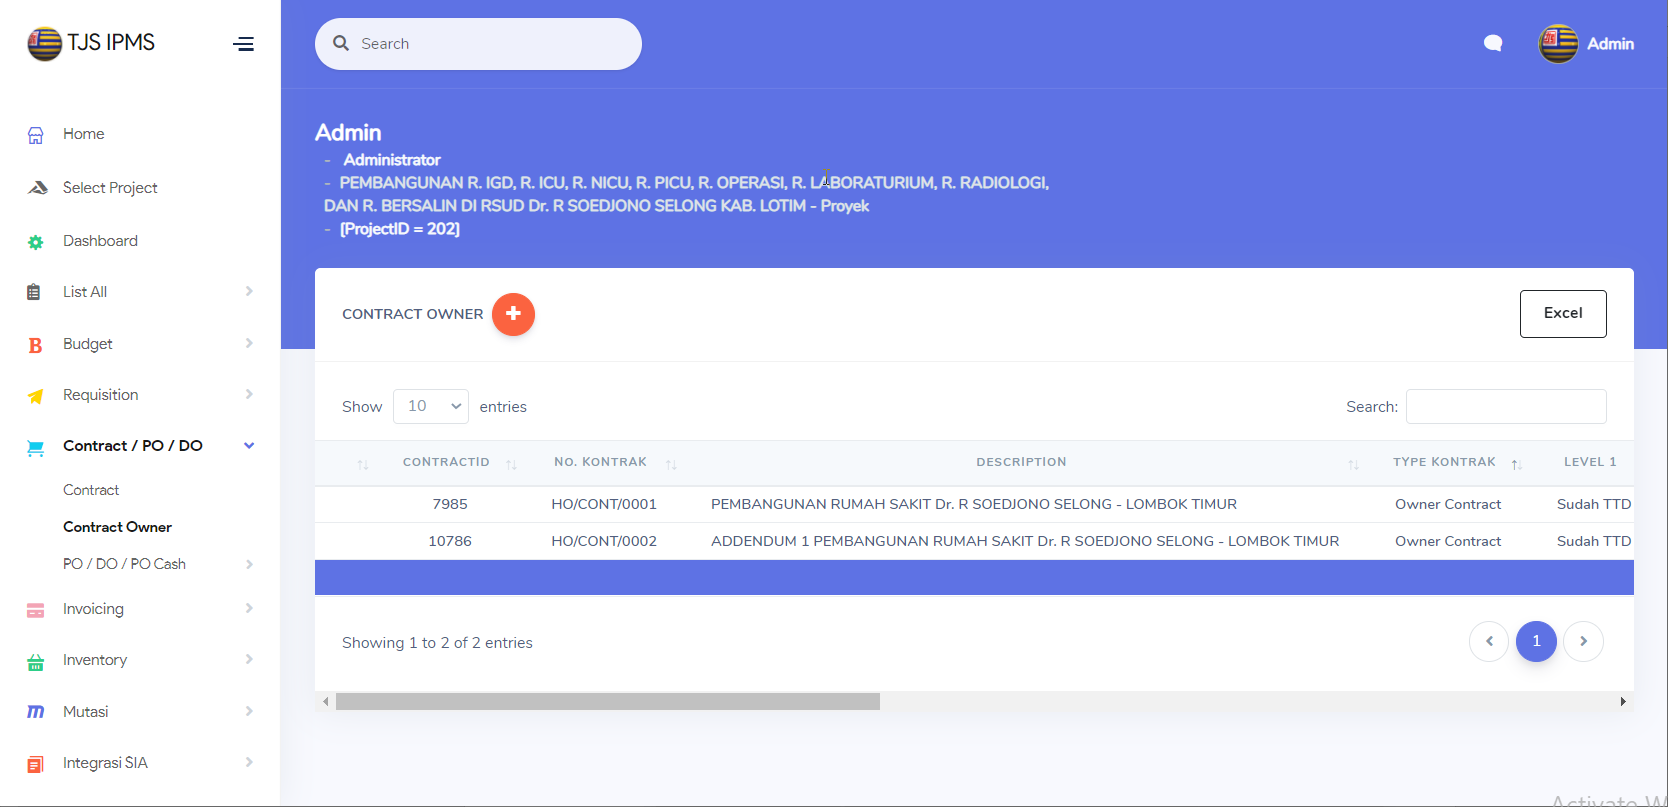 TJS IPMS
Search
Admin
Home
Select Project
Dashboard
List All
Budget
Requisition
Contract / PO / DO
Contract
Contract Owner
PO / DO / PO Cash
Invoicing
Inventory
Mutasi
Integrasi SIA
Admin
- Administrator
- PEMBANGUNAN R. IGD, R. ICU, R. NICU, R. PICU, R. OPERASI, R. LABORATURIUM, R. RADIOLOGI,
DAN R. BERSALIN DI RSUD Dr. R SOEDJONO SELONG KAB. LOTIM - Proyek
- [ProjectID = 202]
CONTRACT OWNER
Excel
Show 10 entries
Search:
CONTRACTID NO. KONTRAK DESCRIPTION TYPE KONTRAK LEVEL 1
7985 HO/CONT/0001 PEMBANGUNAN RUMAH SAKIT Dr. R SOEDJONO SELONG - LOMBOK TIMUR Owner Contract Sudah TTD
10786 HO/CONT/0002 ADDENDUM 1 PEMBANGUNAN RUMAH SAKIT Dr. R SOEDJONO SELONG - LOMBOK TIMUR Owner Contract Sudah TTD
Showing 1 to 2 of 2 entries
1
Activate W